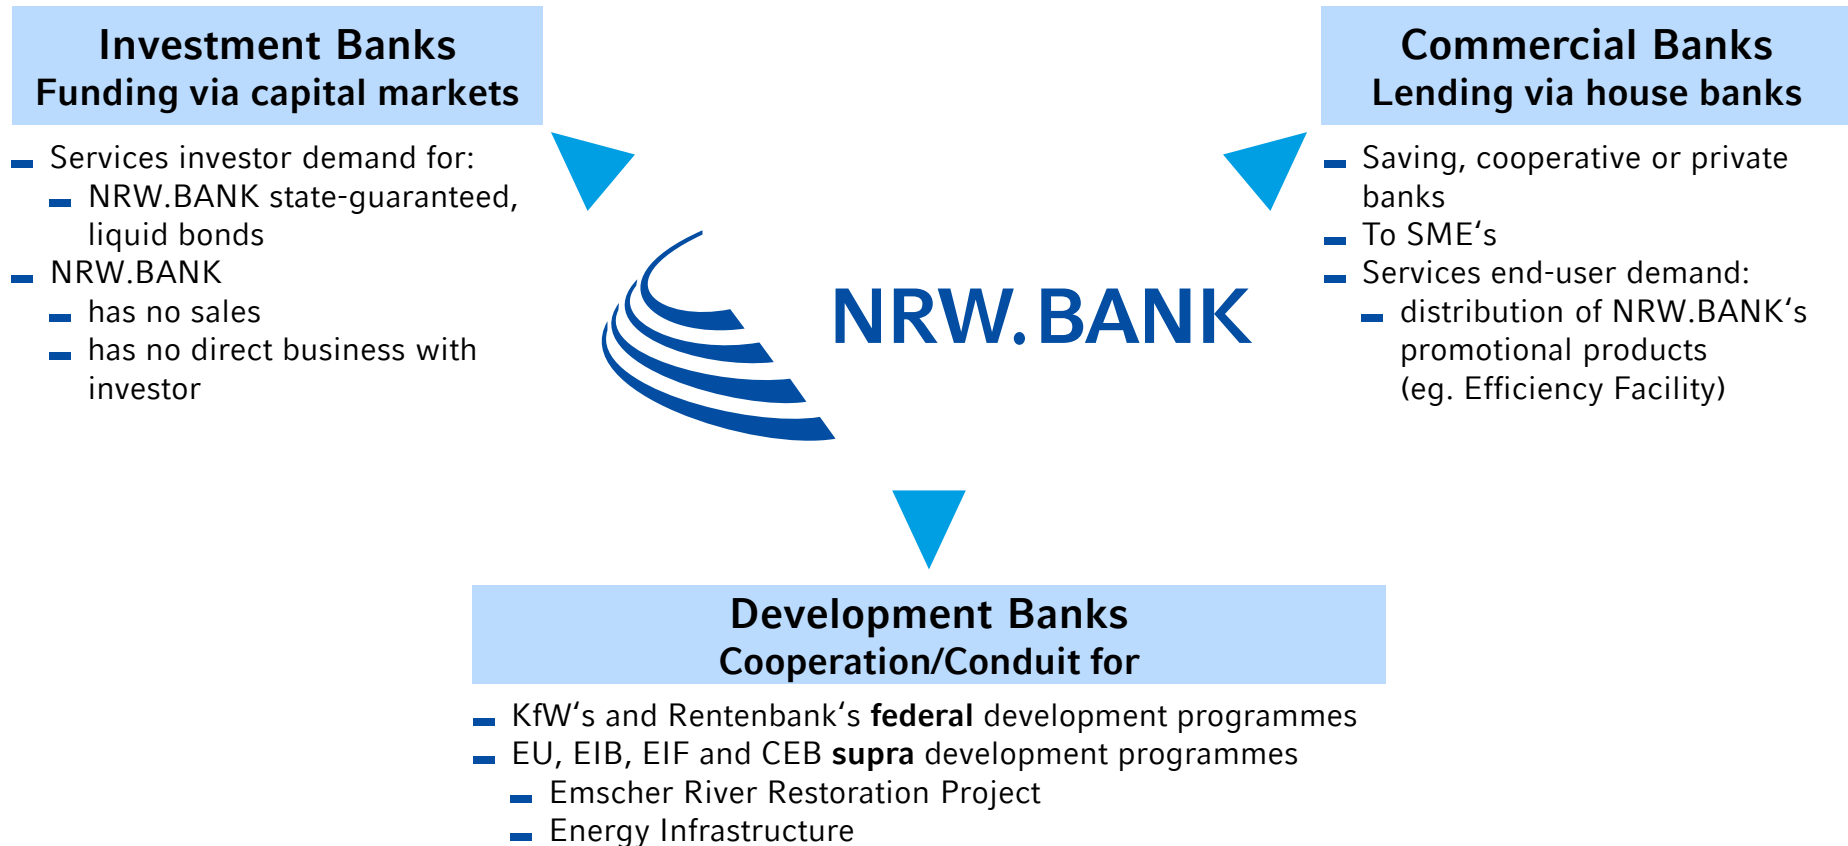 Investment Banks
Funding via capital markets
Services investor demand for:
NRW.BANK state-guaranteed,
liquid bonds
NRW.BANK
has no sales
has no direct business with
investor
Commercial Banks
Lending via house banks
Saving, cooperative or private
banks
To SME‘s
Services end-user demand:
distribution of NRW.BANK‘s
promotional products
(eg. Efficiency Facility)
NRW.BANK
Development Banks
Cooperation/Conduit for
KfW‘s and Rentenbank‘s federal development programmes
EU, EIB, EIF and CEB supra development programmes
Emscher River Restoration Project
Energy Infrastructure